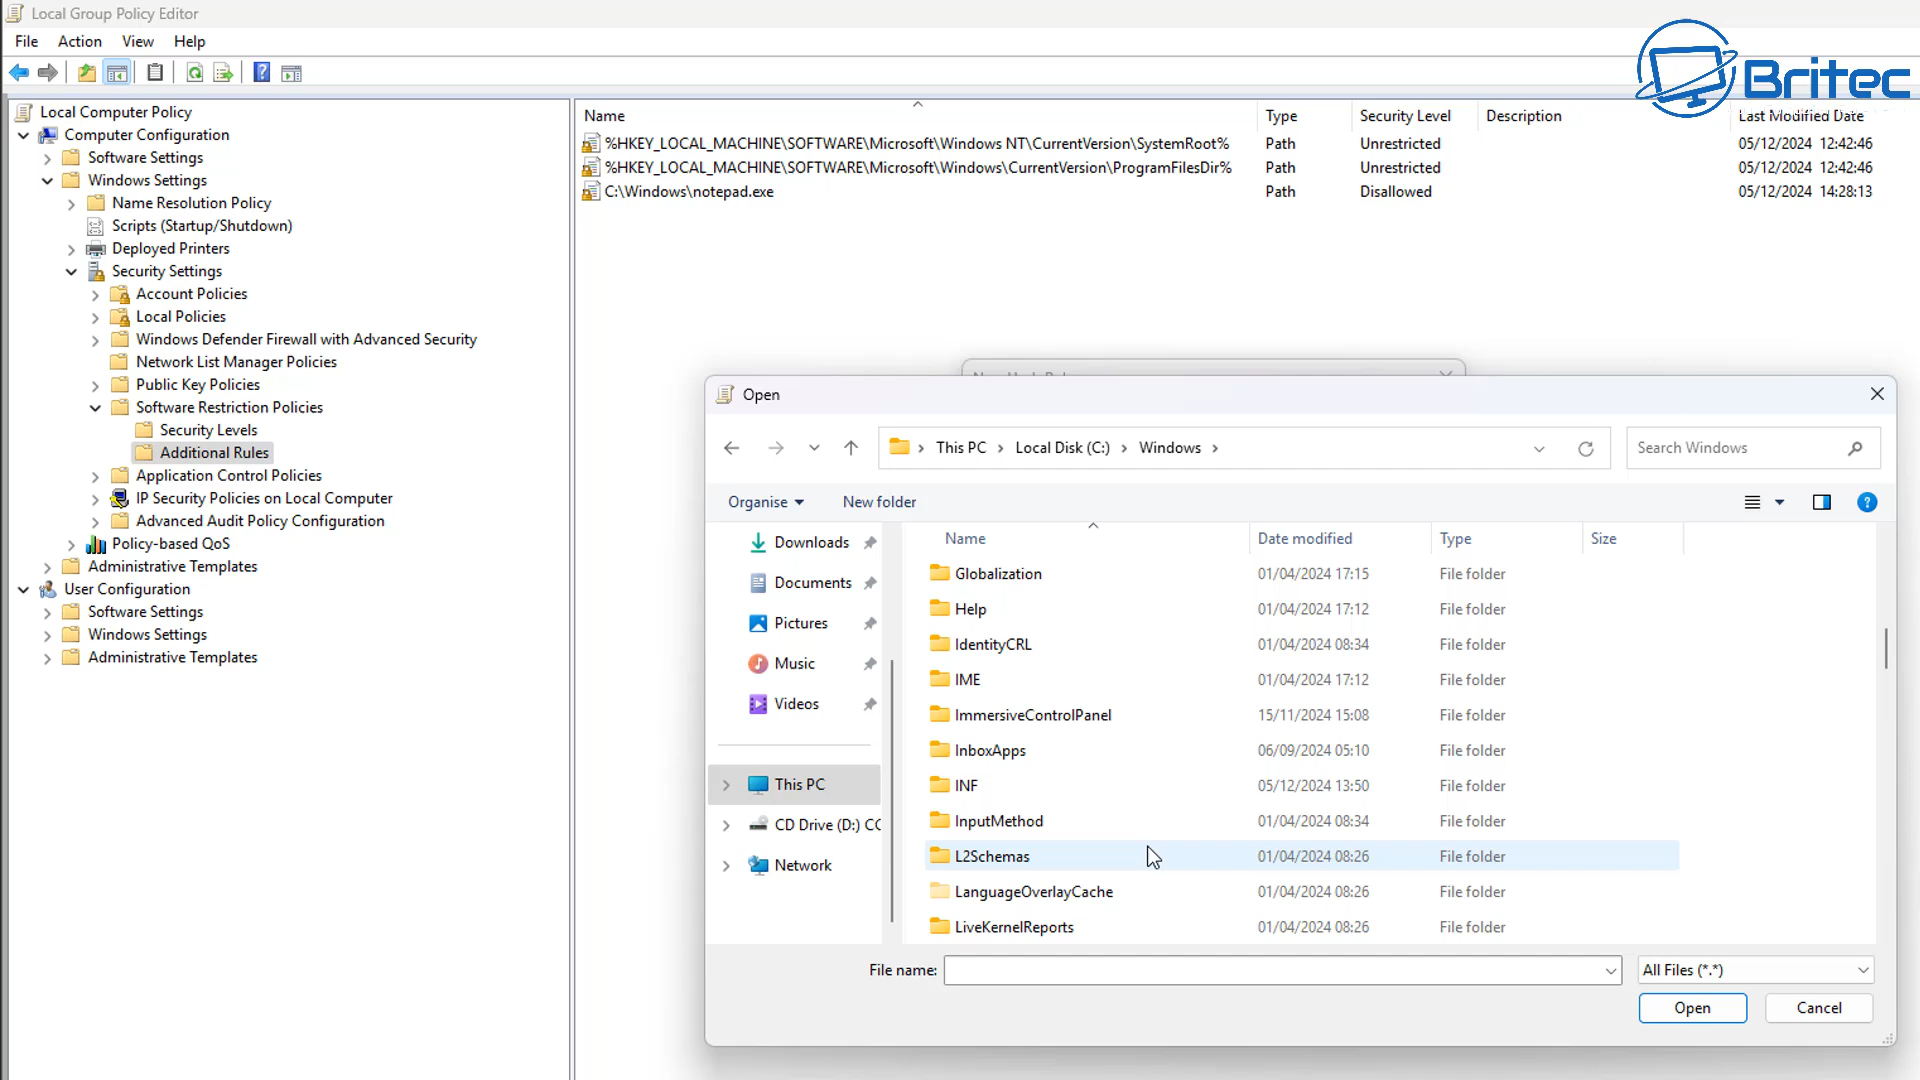 Local Group Policy Editor
File Action View Help
Britec
Local Computer Policy
Computer Configuration
Software Settings
Windows Settings
Name Resolution Policy
Scripts (Startup/Shutdown)
Deployed Printers
Security Settings
Account Policies
Local Policies
Windows Defender Firewall with Advanced Security
Network List Manager Policies
Public Key Policies
Software Restriction Policies
Security Levels
Additional Rules
Application Control Policies
IP Security Policies on Local Computer
Advanced Audit Policy Configuration
Policy-based QoS
Administrative Templates
User Configuration
Software Settings
Windows Settings
Administrative Templates
Name Type Security Level Description Last Modified Date
%HKEY_LOCAL_MACHINE\SOFTWARE\Microsoft\Windows NT\CurrentVersion\SystemRoot% Path Unrestricted 05/12/2024 12:42:46
%HKEY_LOCAL_MACHINE\SOFTWARE\Microsoft\Windows\CurrentVersion\ProgramFilesDir% Path Unrestricted 05/12/2024 12:42:46
C:\Windows\notepad.exe Path Disallowed 05/12/2024 14:28:13
Open
This PC Local Disk (C:) Windows
Search Windows
Organise New folder
Downloads
Documents
Pictures
Music
Videos
This PC
CD Drive (D:) CC
Network
Name Date modified Type Size
Globalization 01/04/2024 17:15 File folder
Help 01/04/2024 17:12 File folder
IdentityCRL 01/04/2024 08:34 File folder
IME 01/04/2024 17:12 File folder
ImmersiveControlPanel 15/11/2024 15:08 File folder
InboxApps 06/09/2024 05:10 File folder
INF 05/12/2024 13:50 File folder
InputMethod 01/04/2024 08:34 File folder
L2Schemas 01/04/2024 08:26 File folder
LanguageOverlayCache 01/04/2024 08:26 File folder
LiveKernelReports 01/04/2024 08:26 File folder
File name: All Files (*.*)
Open Cancel